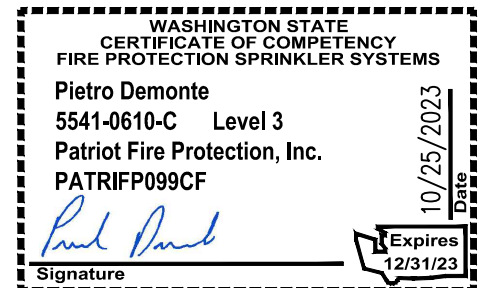 WASHINGTON STATE
CERTIFICATE OF COMPETENCY
FIRE PROTECTION SPRINKLER SYSTEMS
Pietro Demonte
5541-0610-C Level 3
Patriot Fire Protection, Inc.
PATRIFP099CF
Signature
10/25/2023
Date
Expires
12/31/23